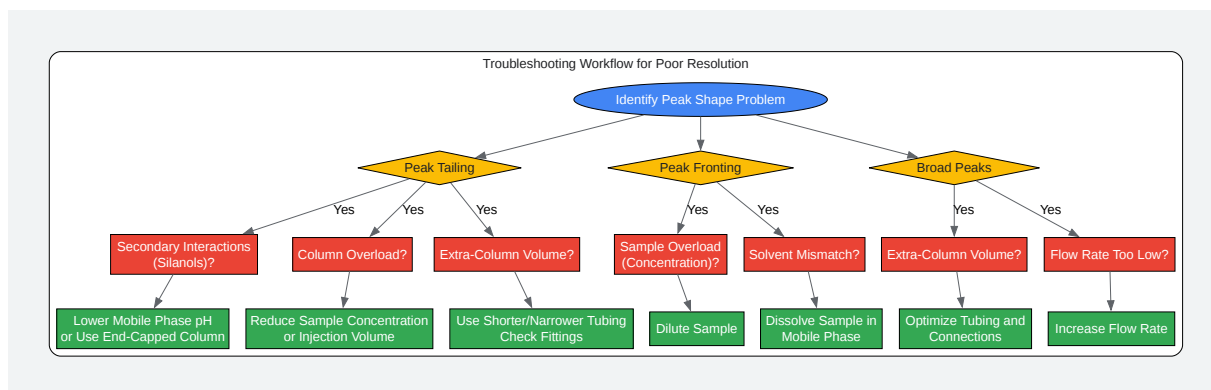 Troubleshooting Workflow for Poor Resolution
Identify Peak Shape Problem
Peak Tailing
Peak Fronting
Broad Peaks
Yes
Yes
Yes
Yes
Yes
Yes
Yes
Secondary Interactions
(Silanols)?
Column Overload?
Extra-Column Volume?
Sample Overload
(Concentration)?
Solvent Mismatch?
Extra-Column Volume?
Flow Rate Too Low?
Lower Mobile Phase pH
or Use End-Capped Column
Reduce Sample Concentration
or Injection Volume
Use Shorter/Narrower Tubing
Check Fittings
Dilute Sample
Dissolve Sample in
Mobile Phase
Optimize Tubing and
Connections
Increase Flow Rate